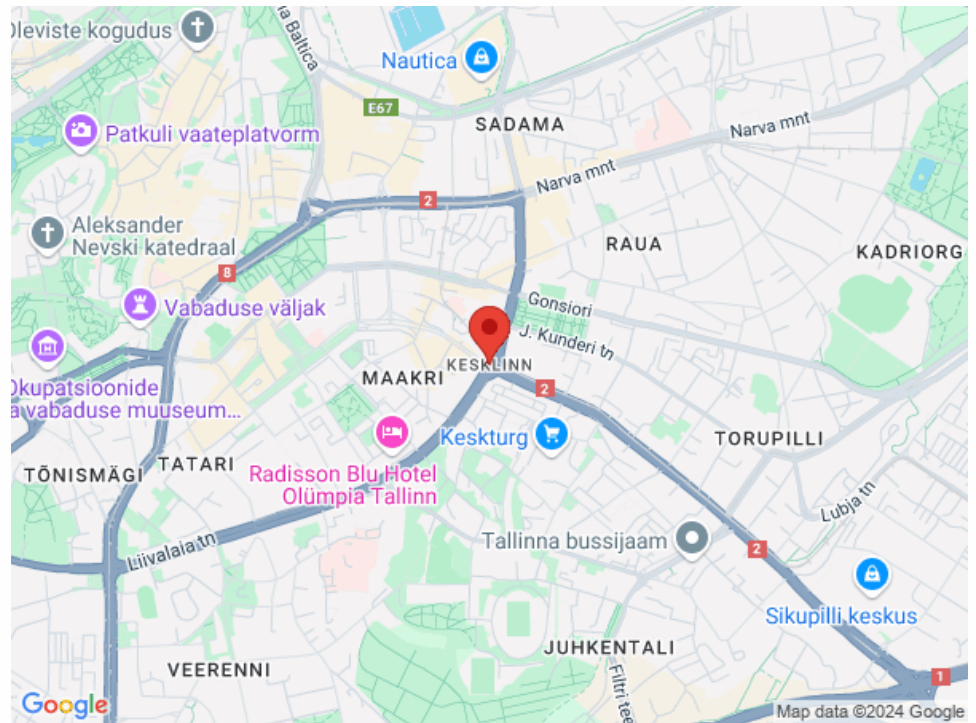 Oleviste kogudus
Baltica
Nautica
E67
SADAMA
Narva mnt
Patkuli vaateplatvorm
Narva mnt
2
Aleksander
Nevski katedraal
RAUA
KADRIORG
8
Vabaduse väljak
Gonsiori
J. Kunderi tn
KESKLINN
Okupatsioonide
a vabaduse muuseum...
MAAKRI
2
Keskturg
TORUPILLI
TÕNISMÄGI
TATARI
Radisson Blu Hotel
Olümpia Tallinn
Lubja tn
Liivalaia tn
Tallinna bussijaam
2
Sikupilli keskus
JUHKENTALI
VEERENNI
Filtri tee
1
Google
Map data ©2024 Google